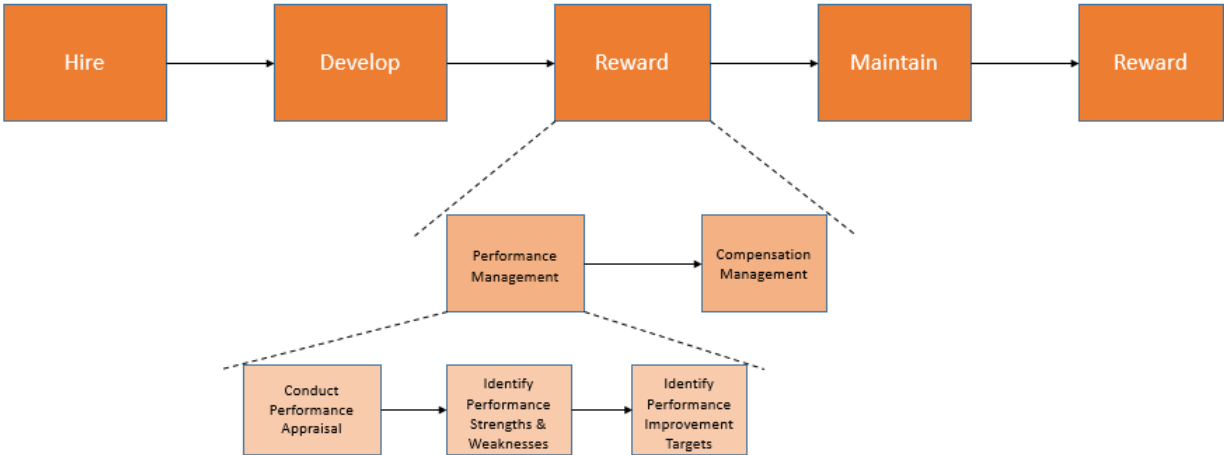 Hire
Develop
Reward
Maintain
Reward
Performance
Management
Compensation
Management
Conduct
Performance
Appraisal
Identify
Performance
Strengths &
Weaknesses
Identify
Performance
Improvement
Targets